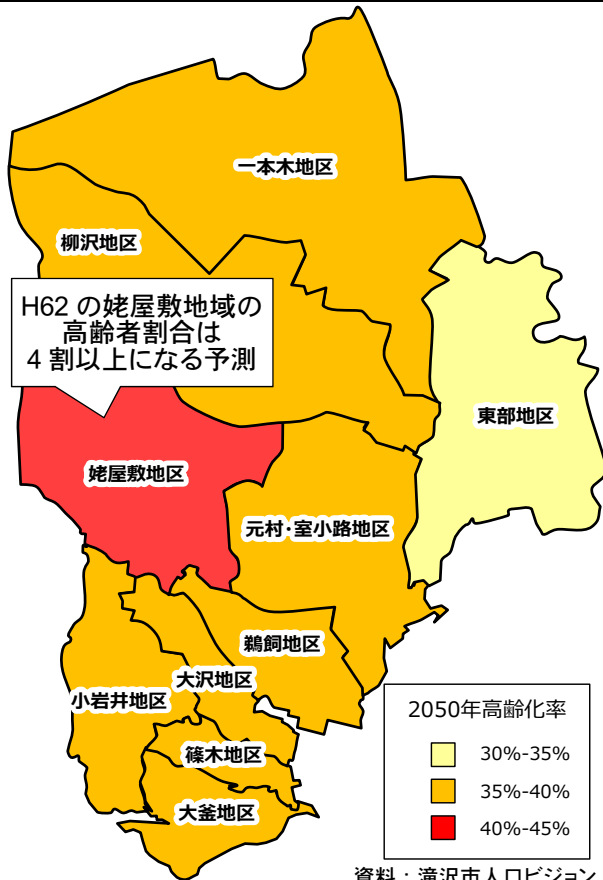 一本木地区
柳沢地区
H62 の姥屋敷地域の
高齢者割合は
4 割以上になる予測
東部地区
姥屋敷地区
元村・室小路地区
鵜飼地区
大沢地区
小岩井地区
篠木地区
大釜地区
2050年高齢化率
30%-35%
35%-40%
40%-45%
資料：滝沢市人口ビジョン